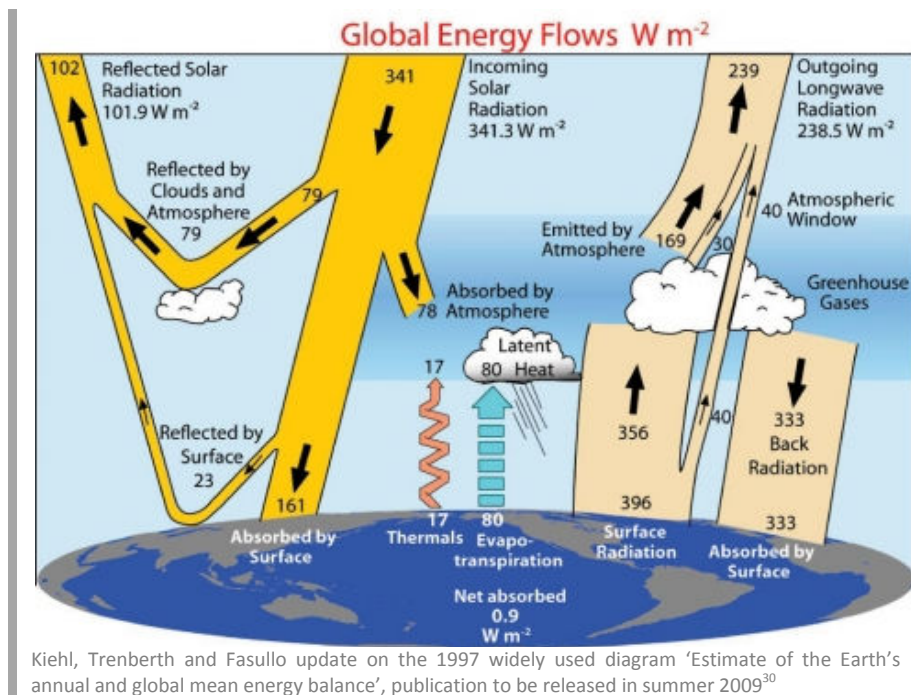 Global Energy Flows W m-2
102
Reflected Solar
Radiation
101.9 W m-2
341
Incoming
Solar
Radiation
341.3 W m-2
239
Outgoing
Longwave
Radiation
238.5 W m-2
Reflected by
Clouds and
Atmosphere
79
79
Emitted by
Atmosphere
169
30
40
Atmospheric
Window
Greenhouse
Gases
Absorbed by
78 Atmosphere
17
Latent
80 Heat
Reflected by
Surface
23
356
40
333
Back
Radiation
161
Absorbed by
Surface
17
Thermals
80
Evapo-
transpiration
396
Surface
Radiation
333
Absorbed by
Surface
Net absorbed
0.9
W m-2
Kiehl, Trenberth and Fasullo update on the 1997 widely used diagram ‘Estimate of the Earth’s
annual and global mean energy balance’, publication to be released in summer 200930